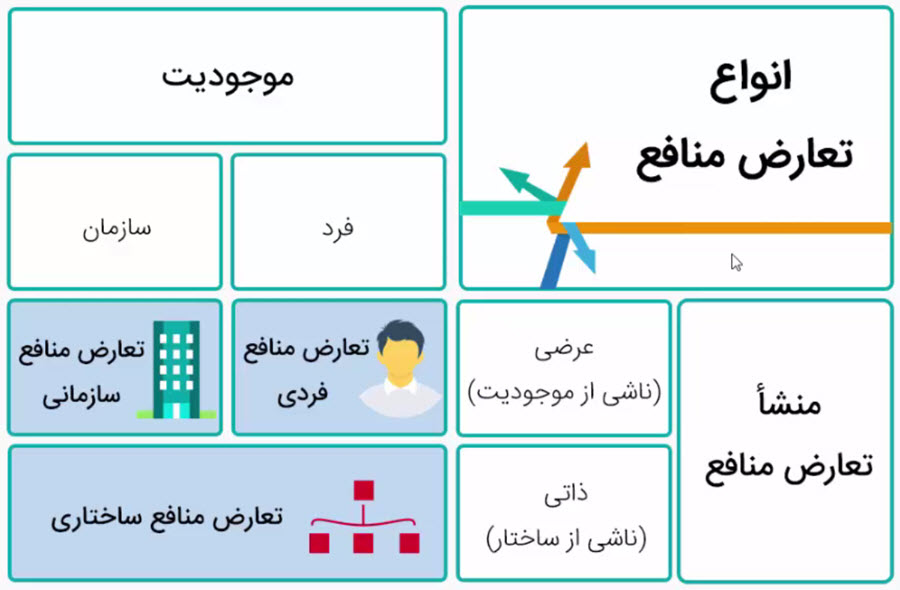 انواع
تعارض منافع
موجودیت
فرد
سازمان
منشأ
تعارض منافع
عرضی
(ناشی از موجودیت)
تعارض منافع
فردی
تعارض منافع
سازمانی
ذاتی
(ناشی از ساختار)
تعارض منافع ساختاری